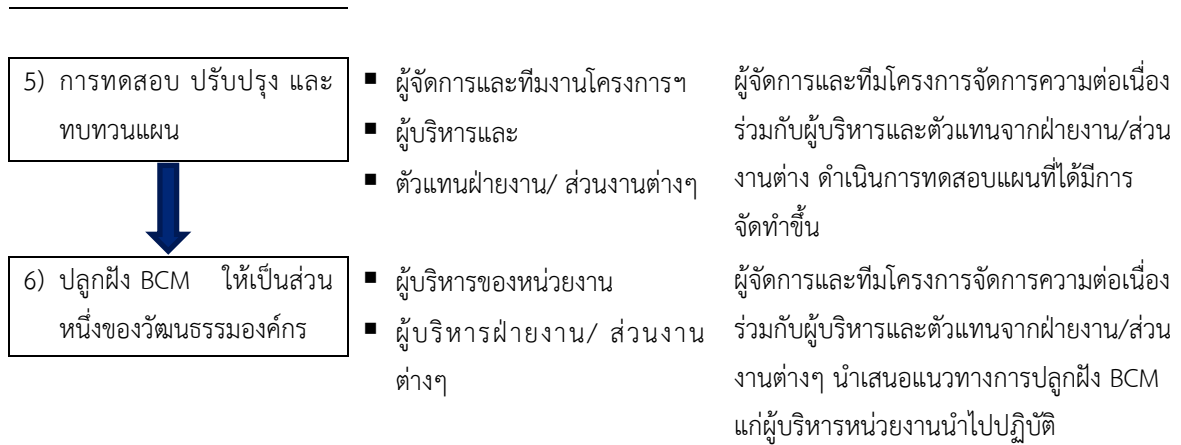 5) การทดสอบ ปรับปรุง และ
ทบทวนแผน
■ ผู้จัดการและทีมงานโครงการฯ
■ ผู้บริหารและ
■ ตัวแทนฝ่ายงาน/ ส่วนงานต่างๆ
ผู้จัดการและทีมโครงการจัดการความต่อเนื่อง
ร่วมกับผู้บริหารและตัวแทนจากฝ่ายงาน/ส่วน
งานต่าง ดำเนินการทดสอบแผนที่ได้มีการ
จัดทำขึ้น
6) ปลูกฝัง BCM ให้เป็นส่วน
หนึ่งของวัฒนธรรมองค์กร
■ ผู้บริหารของหน่วยงาน
■ ผู้บริหารฝ่ายงาน/ ส่วนงาน
ต่างๆ
ผู้จัดการและทีมโครงการจัดการความต่อเนื่อง
ร่วมกับผู้บริหารและตัวแทนจากฝ่ายงาน/ส่วน
งานต่างๆ นำเสนอแนวทางการปลูกฝัง BCM
แก่ผู้บริหารหน่วยงานนำไปปฏิบัติ